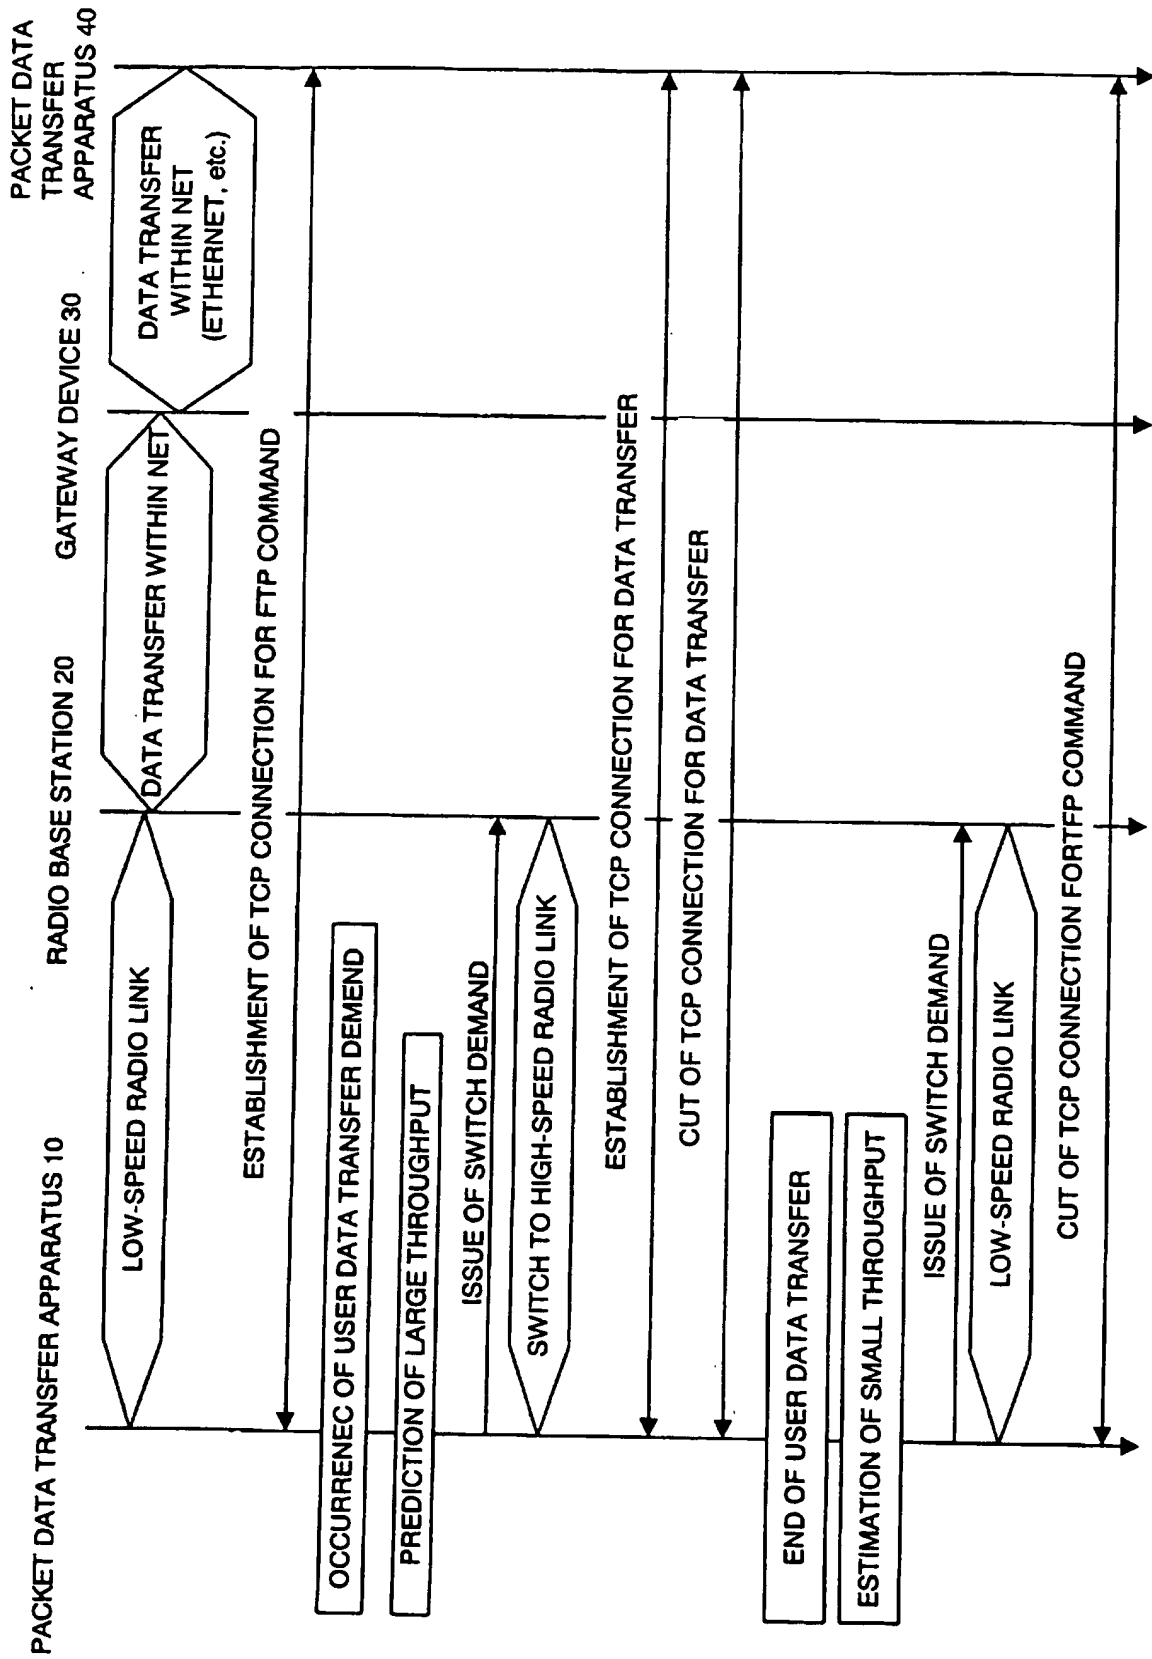 PACKET DATA TRANSFER APPARATUS 10
RADIO BASE STATION 20
GATEWAY DEVICE 30
PACKET DATA
TRANSFER
APPARATUS 40
LOW-SPEED RADIO LINK
DATA TRANSFER WITHIN NET
DATA TRANSFER
WITHIN NET
(ETHERNET, etc.)
ESTABLISHMENT OF TCP CONNECTION FOR FTP COMMAND
OCCURRENEC OF USER DATA TRANSFER DEMEND
PREDICTION OF LARGE THROUGHPUT
ISSUE OF SWITCH DEMAND
SWITCH TO HIGH-SPEED RADIO LINK
ESTABLISHMENT OF TCP CONNECTION FOR DATA TRANSFER
CUT OF TCP CONNECTION FOR DATA TRANSFER
END OF USER DATA TRANSFER
ESTIMATION OF SMALL THROUGHPUT
ISSUE OF SWITCH DEMAND
LOW-SPEED RADIO LINK
CUT OF TCP CONNECTION FORTFP COMMAND